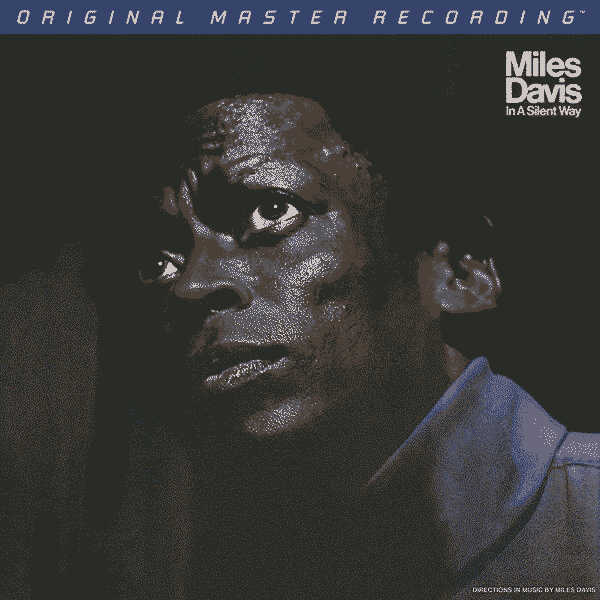 ORIGINAL MASTER RECORDING™
Miles
Davis
In A Silent Way
DIRECTIONS IN MUSIC BY MILES DAVIS